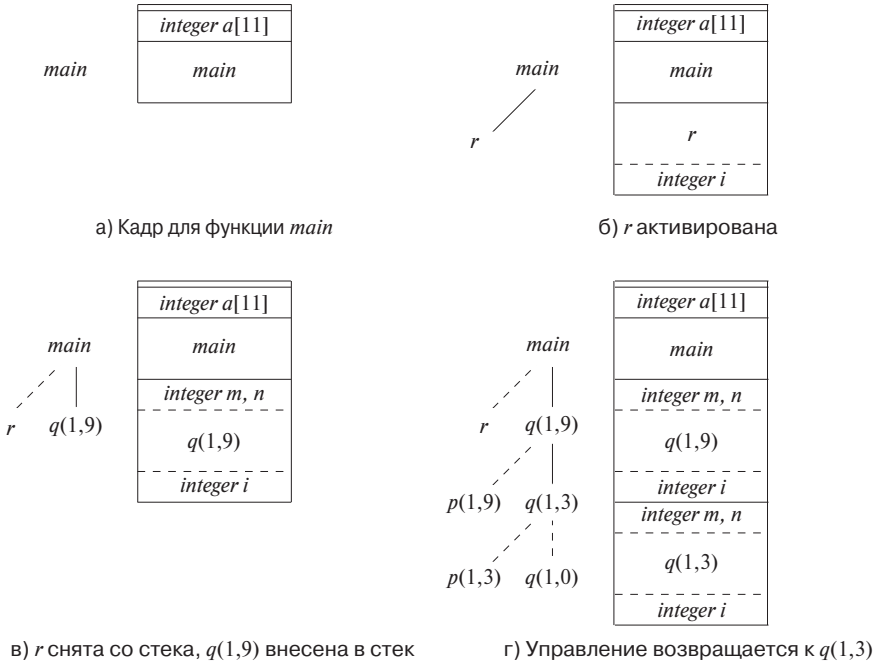 integer a[11]
main
main
а) Кадр для функции main
integer a[11]
main
main
r
r
integer i
б) r активирована
integer a[11]
main
main
integer m, n
r
q(1,9)
q(1,9)
integer i
в) r снята со стека, q(1,9) внесена в стек
integer a[11]
main
main
integer m, n
r
q(1,9)
q(1,9)
integer i
p(1,9)
q(1,3)
integer m, n
q(1,3)
p(1,3)
q(1,0)
integer i
г) Управление возвращается к q(1,3)